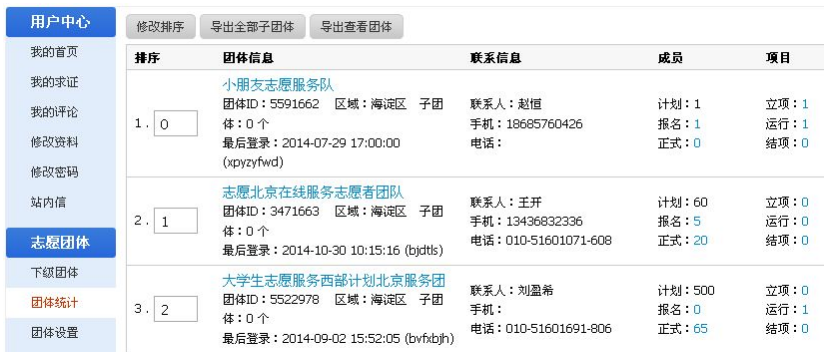 用户中心
我的首页
我的求证
我的评论
修改资料
修改密码
站内信
志愿团体
下级团体
团体统计
团体设置
修改排序 导出全部子团体 导出查看团体
排序 团体信息 联系信息 成员 项目
1. 0
小朋友志愿服务队
团体ID：5591662 区域：海淀区 子团
体：0 个
最后登录：2014-07-29 17:00:00
(xpyzyfwd)
联系人：赵恒
手机：18685760426
电话：
计划：1
报名：1
正式：0
立项：1
运行：1
结项：0
2. 1
志愿北京在线服务志愿者团队
团体ID：3471663 区域：海淀区 子团
体：0 个
最后登录：2014-10-30 10:15:16 (bjdtls)
联系人：王开
手机：13436832336
电话：010-51601071-608
计划：60
报名：5
正式：20
立项：0
运行：0
结项：0
3. 2
大学生志愿服务西部计划北京服务团
团体ID：5522978 区域：海淀区 子团
体：0 个
最后登录：2014-09-02 15:52:05 (bvfxbjh)
联系人：刘盈希
手机：
电话：010-51601691-806
计划：500
报名：0
正式：65
立项：0
运行：1
结项：0